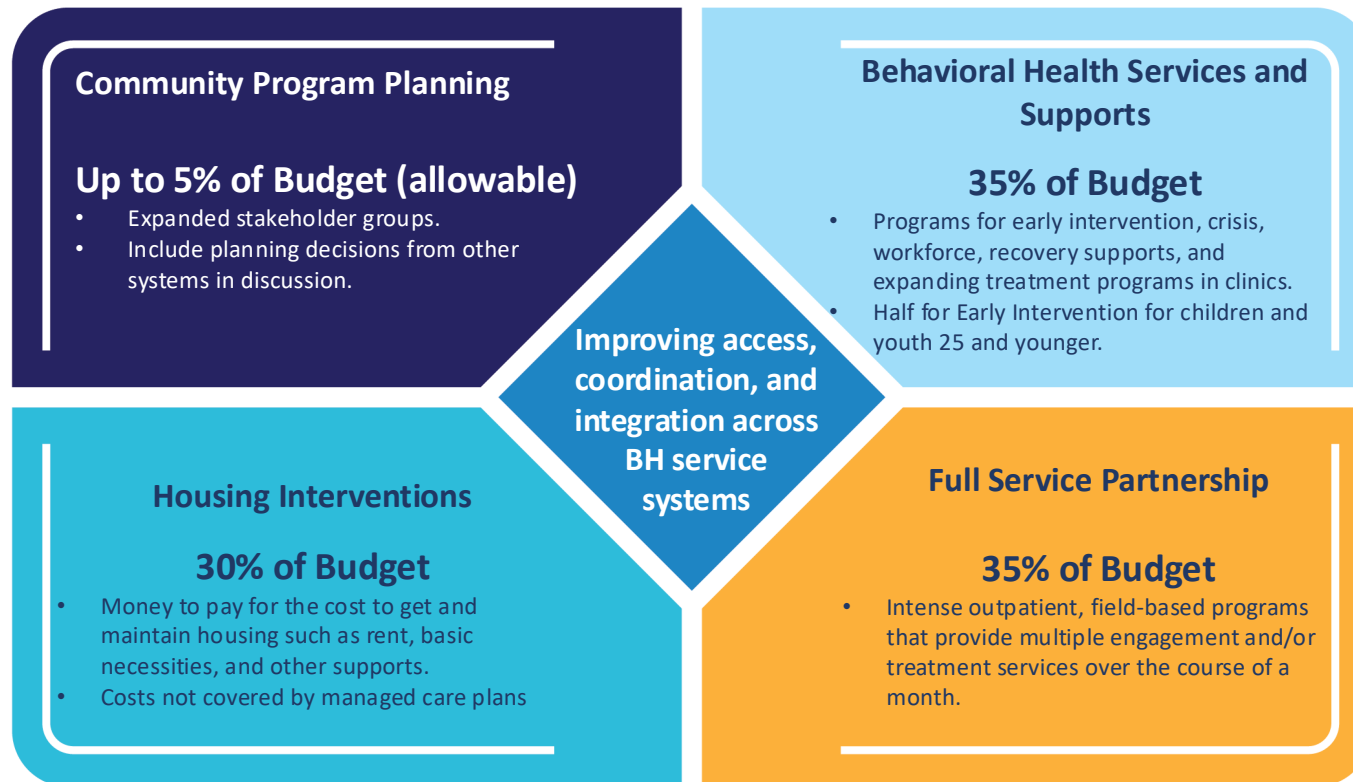 Community Program Planning
Up to 5% of Budget (allowable)
• Expanded stakeholder groups.
• Include planning decisions from other
systems in discussion.
Behavioral Health Services and
Supports
35% of Budget
• Programs for early intervention, crisis,
workforce, recovery supports, and
expanding treatment programs in clinics.
• Half for Early Intervention for children and
youth 25 and younger.
Improving access,
coordination, and
integration across
BH service
systems
Housing Interventions
30% of Budget
• Money to pay for the cost to get and
maintain housing such as rent, basic
necessities, and other supports.
• Costs not covered by managed care plans
Full Service Partnership
35% of Budget
• Intense outpatient, field-based programs
that provide multiple engagement and/or
treatment services over the course of a
month.